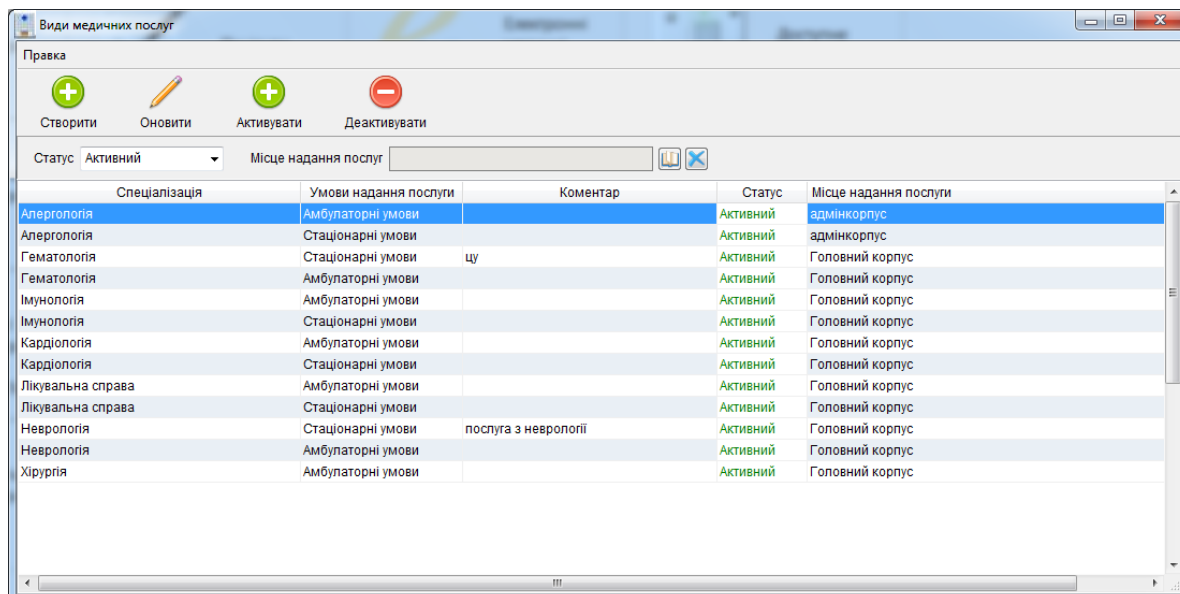 Види медичних послуг
Правка
Створити Оновити Активувати Деактивувати
Статус Активний Місце надання послуг
Спеціалізація Умови надання послуги Коментар Статус Місце надання послуги
Алергологія Амбулаторні умови Активний адмінкорпус
Алергологія Стаціонарні умови Активний адмінкорпус
Гематологія Стаціонарні умови цу Активний Головний корпус
Гематологія Амбулаторні умови Активний Головний корпус
Імунологія Амбулаторні умови Активний Головний корпус
Імунологія Стаціонарні умови Активний Головний корпус
Кардіологія Амбулаторні умови Активний Головний корпус
Кардіологія Стаціонарні умови Активний Головний корпус
Лікувальна справа Амбулаторні умови Активний Головний корпус
Лікувальна справа Стаціонарні умови Активний Головний корпус
Неврологія Стаціонарні умови послуга з неврології Активний Головний корпус
Неврологія Амбулаторні умови Активний Головний корпус
Хірургія Амбулаторні умови Активний Головний корпус